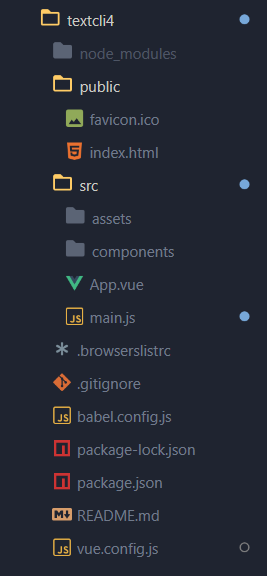 textcli4
node_modules
public
favicon.ico
index.html
src
assets
components
App.vue
main.js
.browserslistrc
.gitignore
babel.config.js
package-lock.json
package.json
README.md
vue.config.js